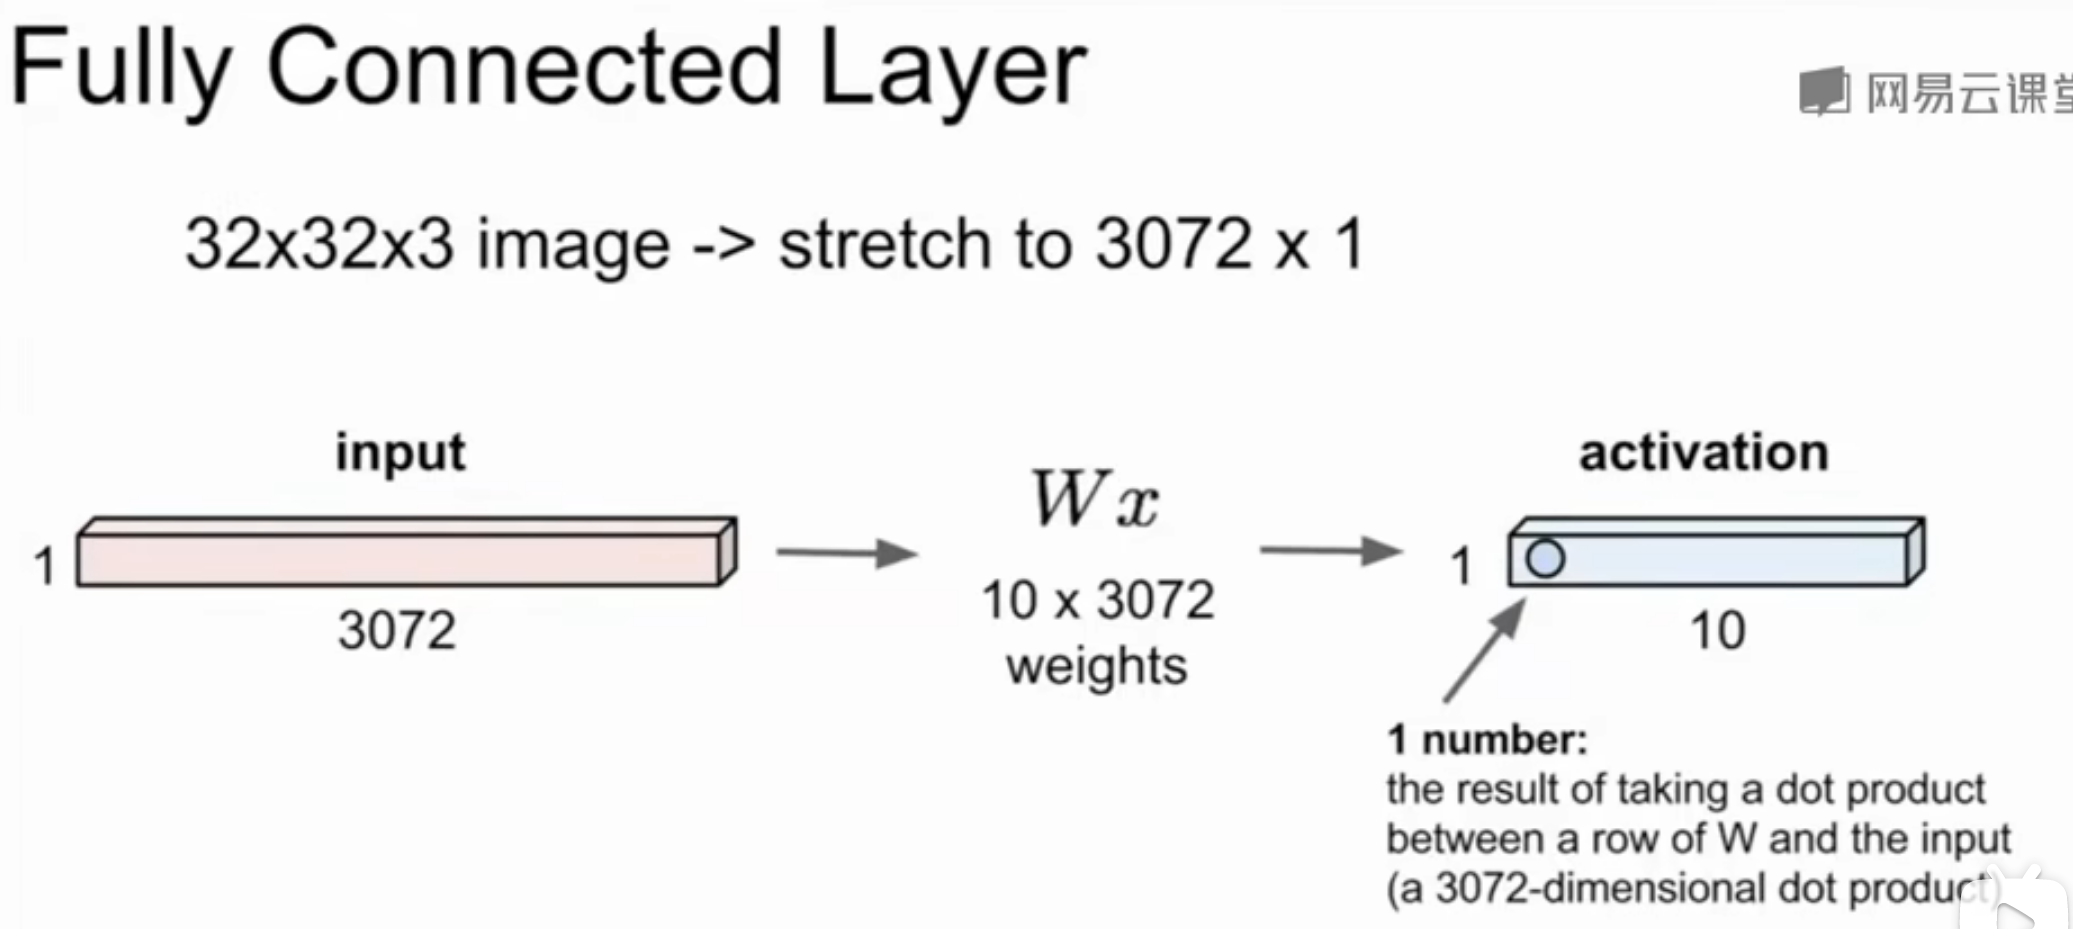 Fully Connected Layer
网易云课堂
32x32x3 image -> stretch to 3072 x 1
input
1
3072
Wx
10 x 3072
weights
activation
1
10
1 number:
the result of taking a dot product
between a row of W and the input
(a 3072-dimensional dot product)